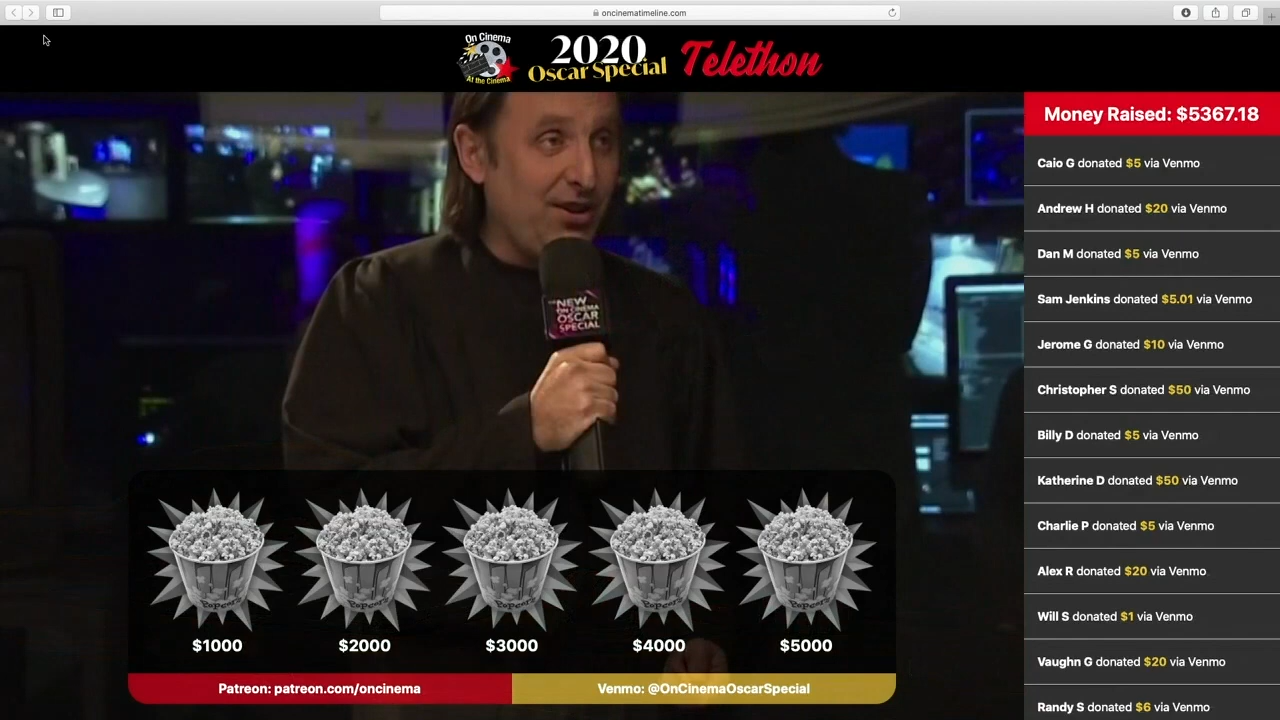 oncinematimeline.com
On Cinema
At the Cinema
2020
Oscar Special
Telethon
Money Raised: $5367.18
Caio G donated $5 via Venmo
Andrew H donated $20 via Venmo
Dan M donated $5 via Venmo
Sam Jenkins donated $5.01 via Venmo
Jerome G donated $10 via Venmo
Christopher S donated $50 via Venmo
Billy D donated $5 via Venmo
Katherine D donated $50 via Venmo
Charlie P donated $5 via Venmo
Alex R donated $20 via Venmo
Will S donated $1 via Venmo
Vaughn G donated $20 via Venmo
Randy S donated $6 via Venmo
THE NEW
ON CINEMA
OSCAR
SPECIAL
Popcorn
Popcorn
Popcorn
Popcorn
Popcorn
$1000
$2000
$3000
$4000
$5000
Patreon: patreon.com/oncinema
Venmo: @OnCinemaOscarSpecial